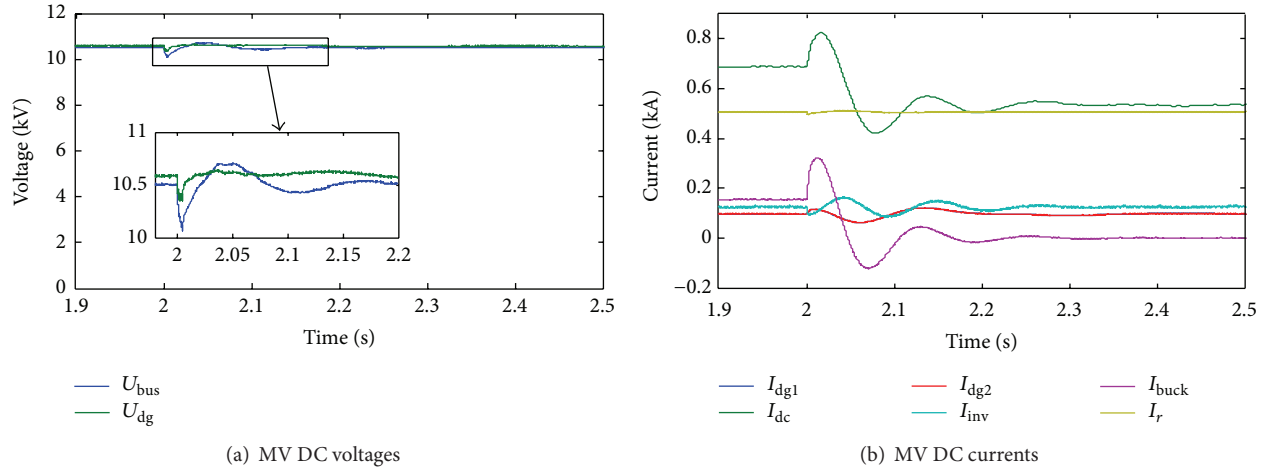 12
10
8
6
4
2
0
Voltage (kV)
11
10.5
10
2
2.05
2.1
2.15
2.2
1.9
2
2.1
2.2
2.3
2.4
2.5
Time (s)
U_bus
U_dg
(a) MV DC voltages
0.8
0.6
0.4
0.2
0
−0.2
Current (kA)
1.9
2
2.1
2.2
2.3
2.4
2.5
Time (s)
I_dg1
I_dg2
I_buck
I_dc
I_inv
I_r
(b) MV DC currents